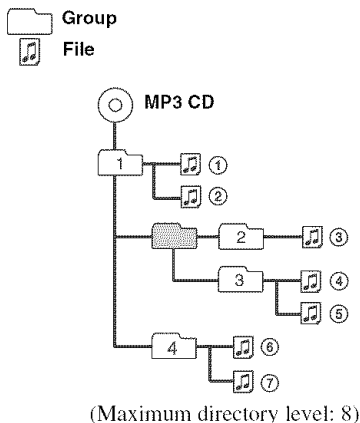 Group
File
MP3 CD
1 ①
②
2 ③
3 ④
⑤
4 ⑥
⑦
(Maximum directory level: 8)